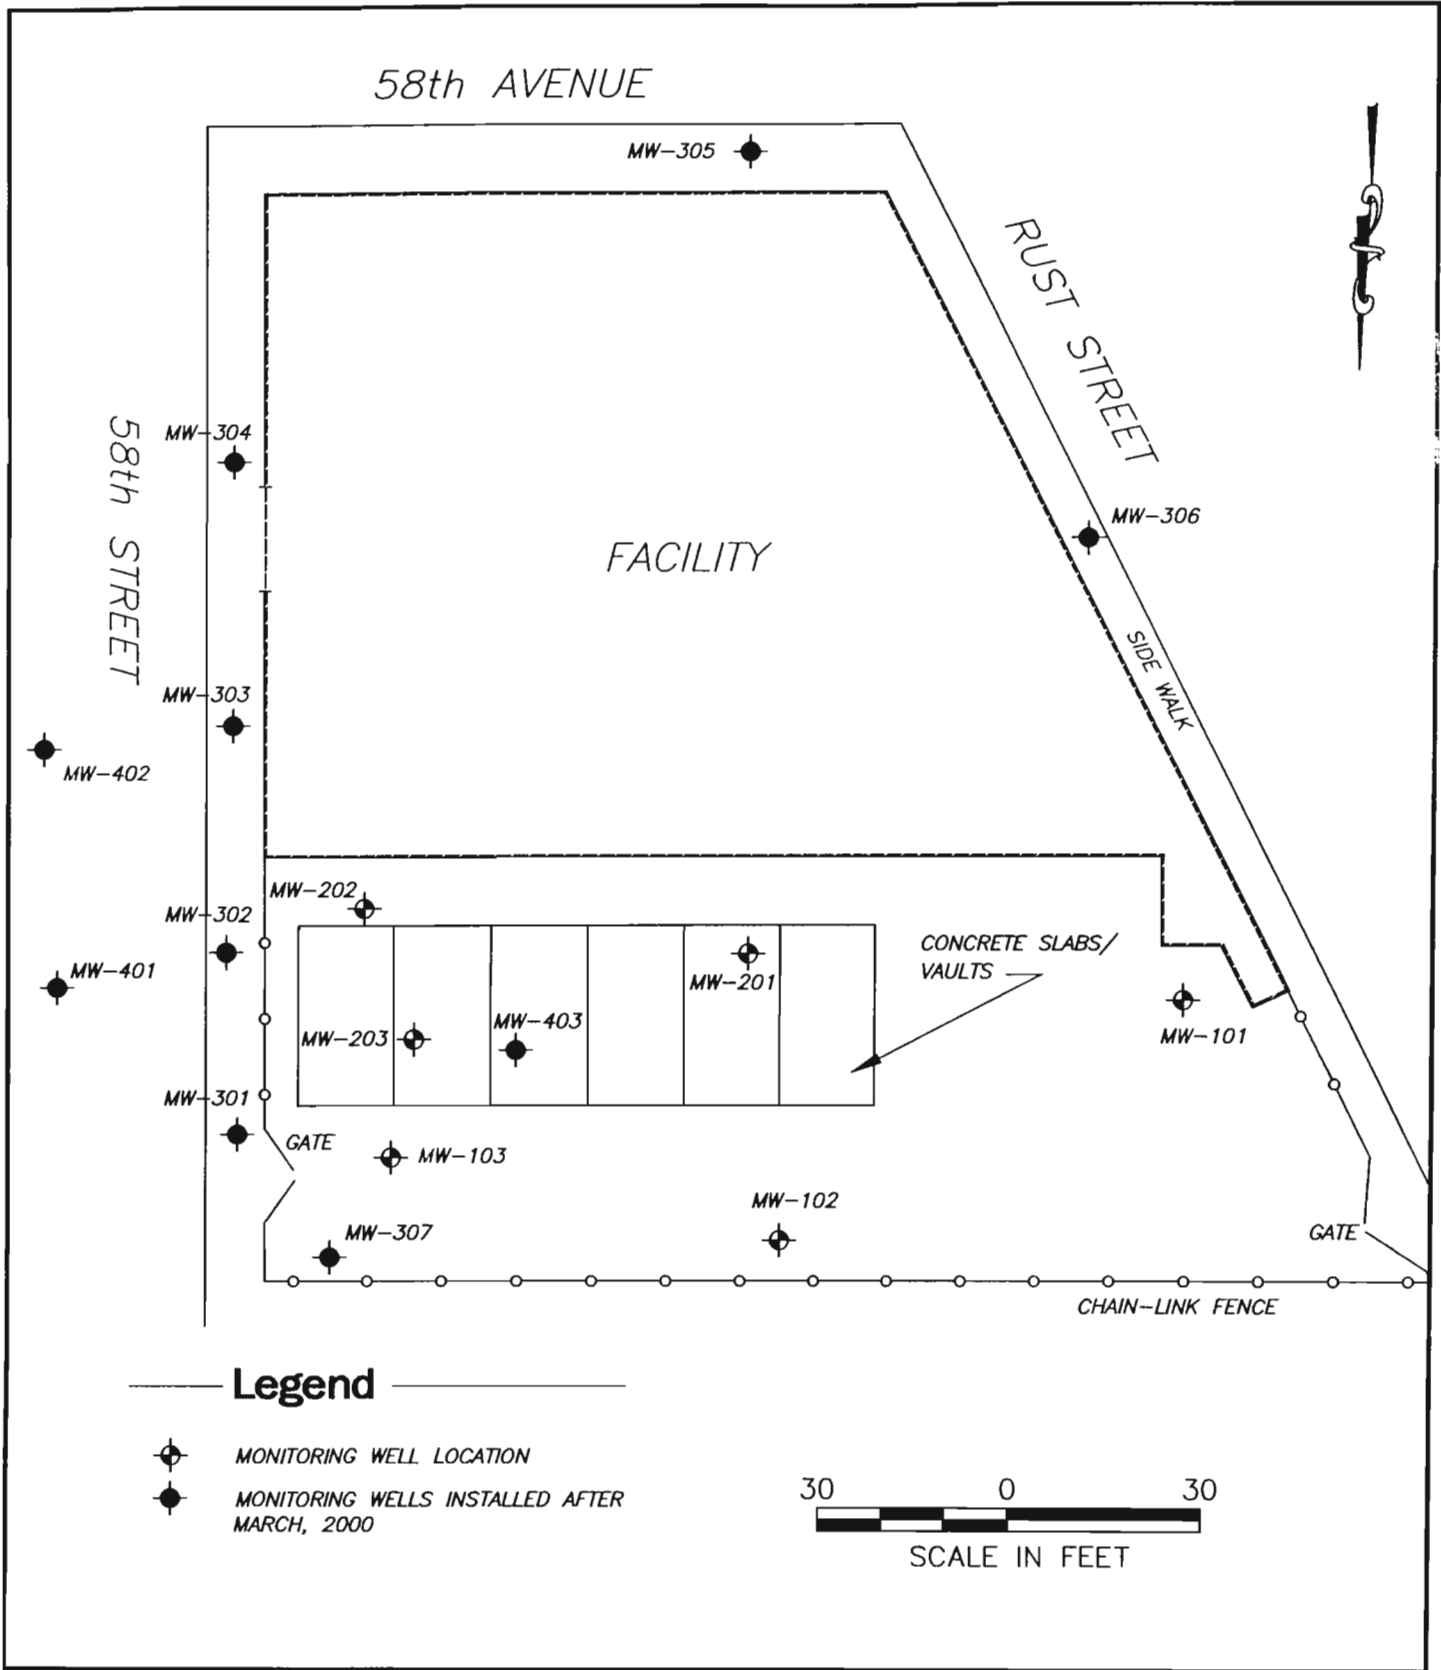 58th AVENUE
MW-305
RUST STREET
MW-304
58th STREET
MW-306
FACILITY
SIDE WALK
MW-303
MW-402
MW-202
MW-302
CONCRETE SLABS/
VAULTS
MW-401
MW-201
MW-403
MW-203
MW-101
MW-301
GATE
MW-103
MW-102
MW-307
GATE
CHAIN-LINK FENCE
Legend
MONITORING WELL LOCATION
MONITORING WELLS INSTALLED AFTER
MARCH, 2000
30 0 30
SCALE IN FEET